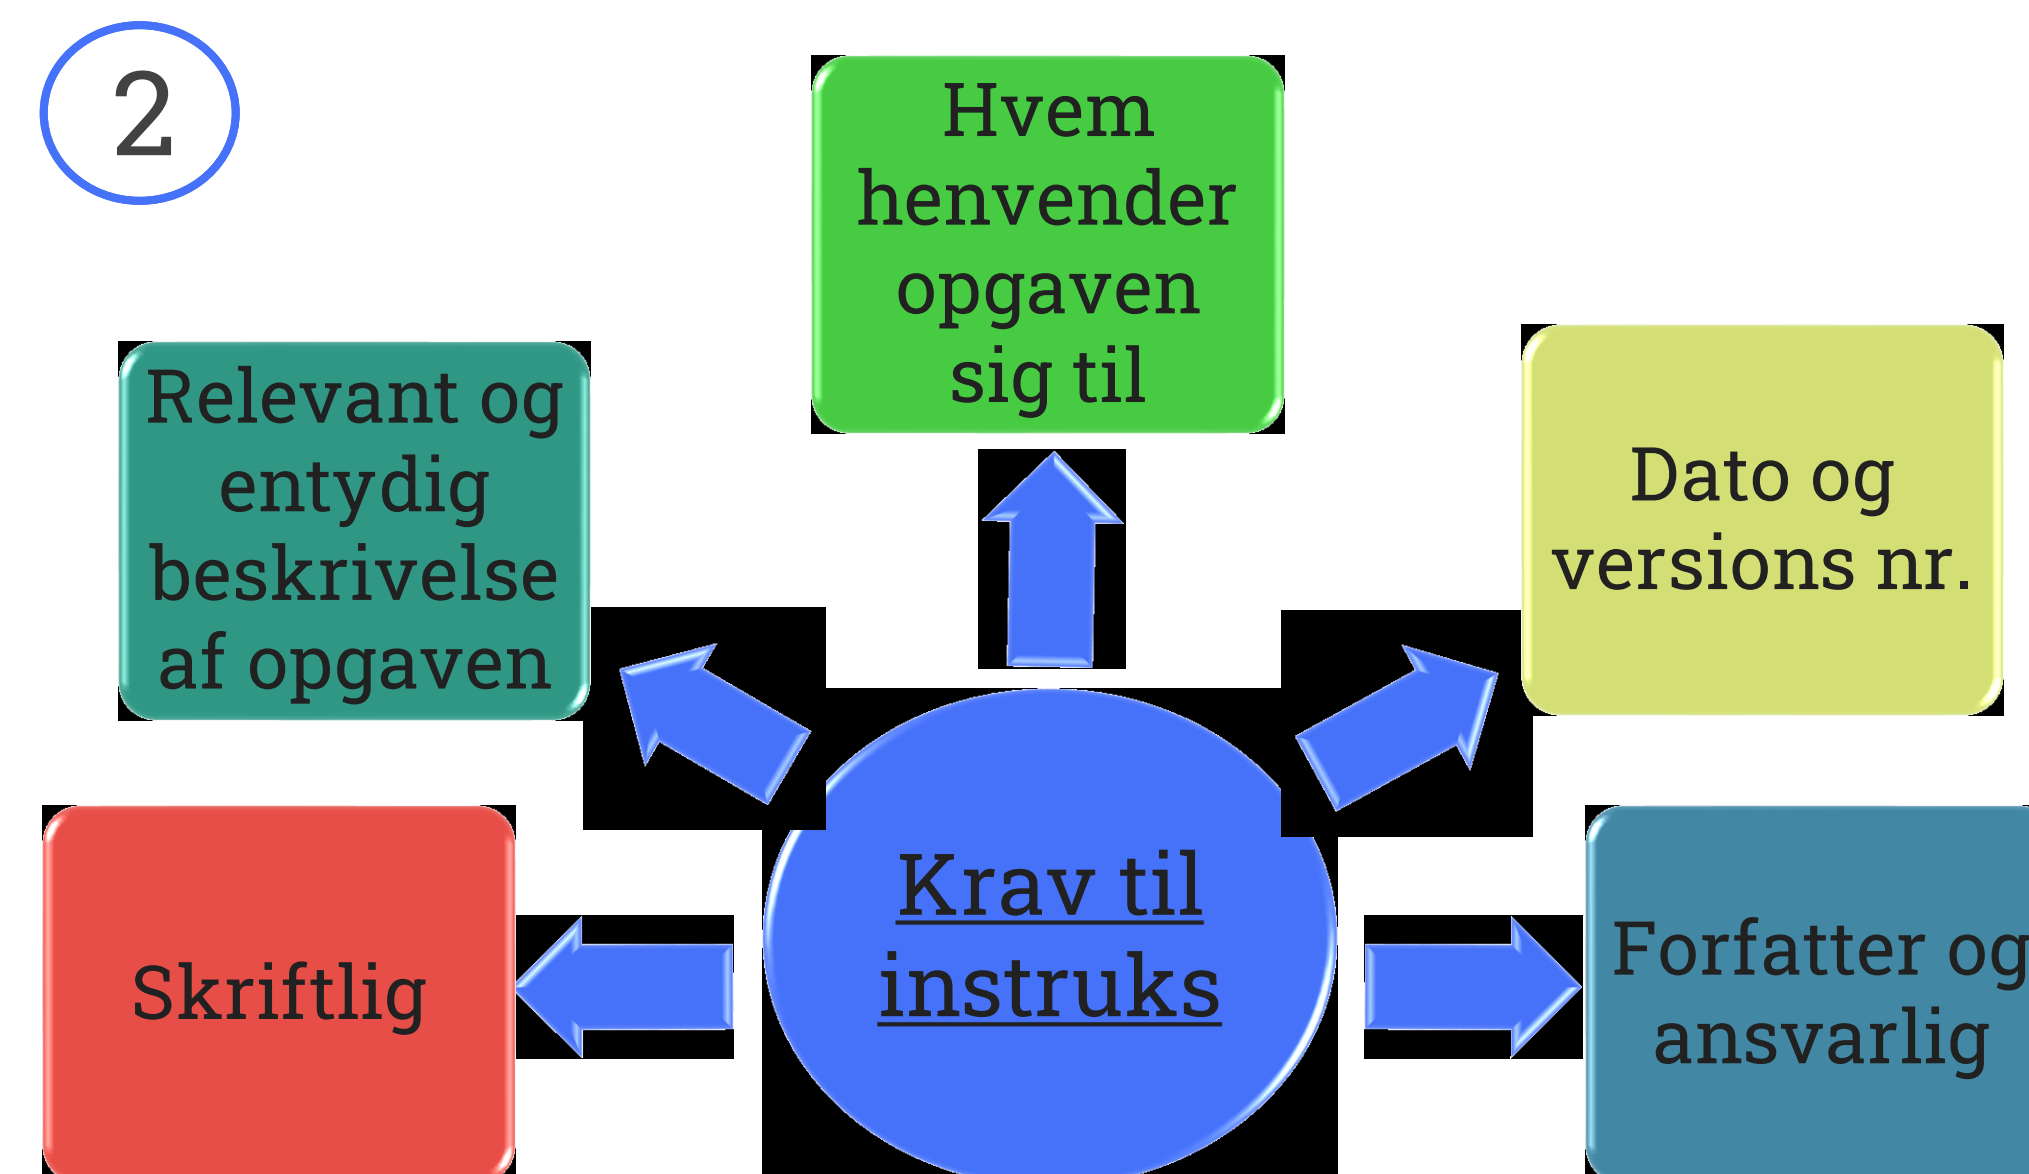 2
Hvem
henvender
opgaven
sig til
Relevant og
entydig
beskrivelse
af opgaven
Dato og
versions nr.
Skriftlig
Krav til
instruks
Forfatter og
ansvarlig